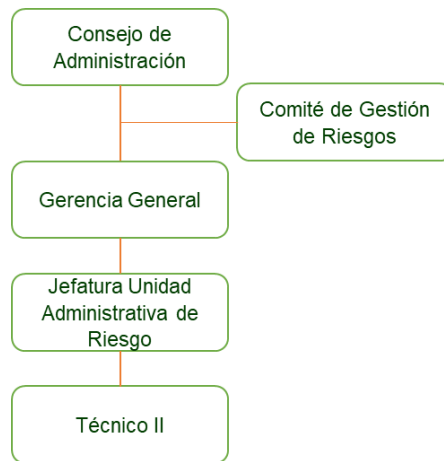 Consejo de
Administración
Comité de Gestión
de Riesgos
Gerencia General
Jefatura Unidad
Administrativa de
Riesgo
Técnico II